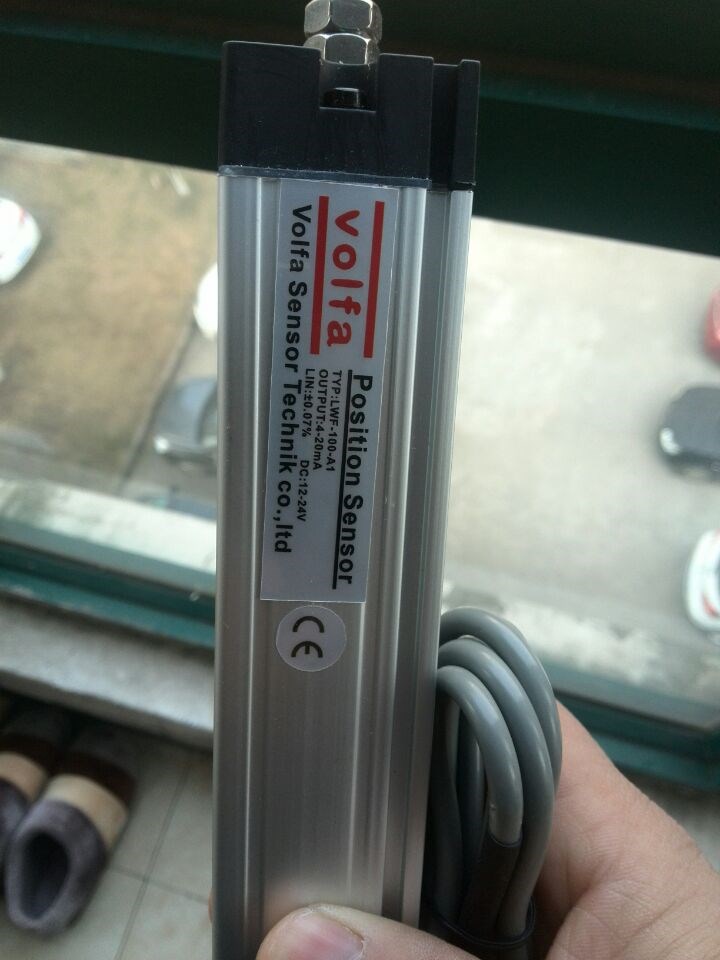 volfa
Position Sensor
TYP:LWF-100-A1
OUTPUT:4-20mA
LIN:±0.07% DC:12-24V
Volfa Sensor Technik co.,ltd
CE